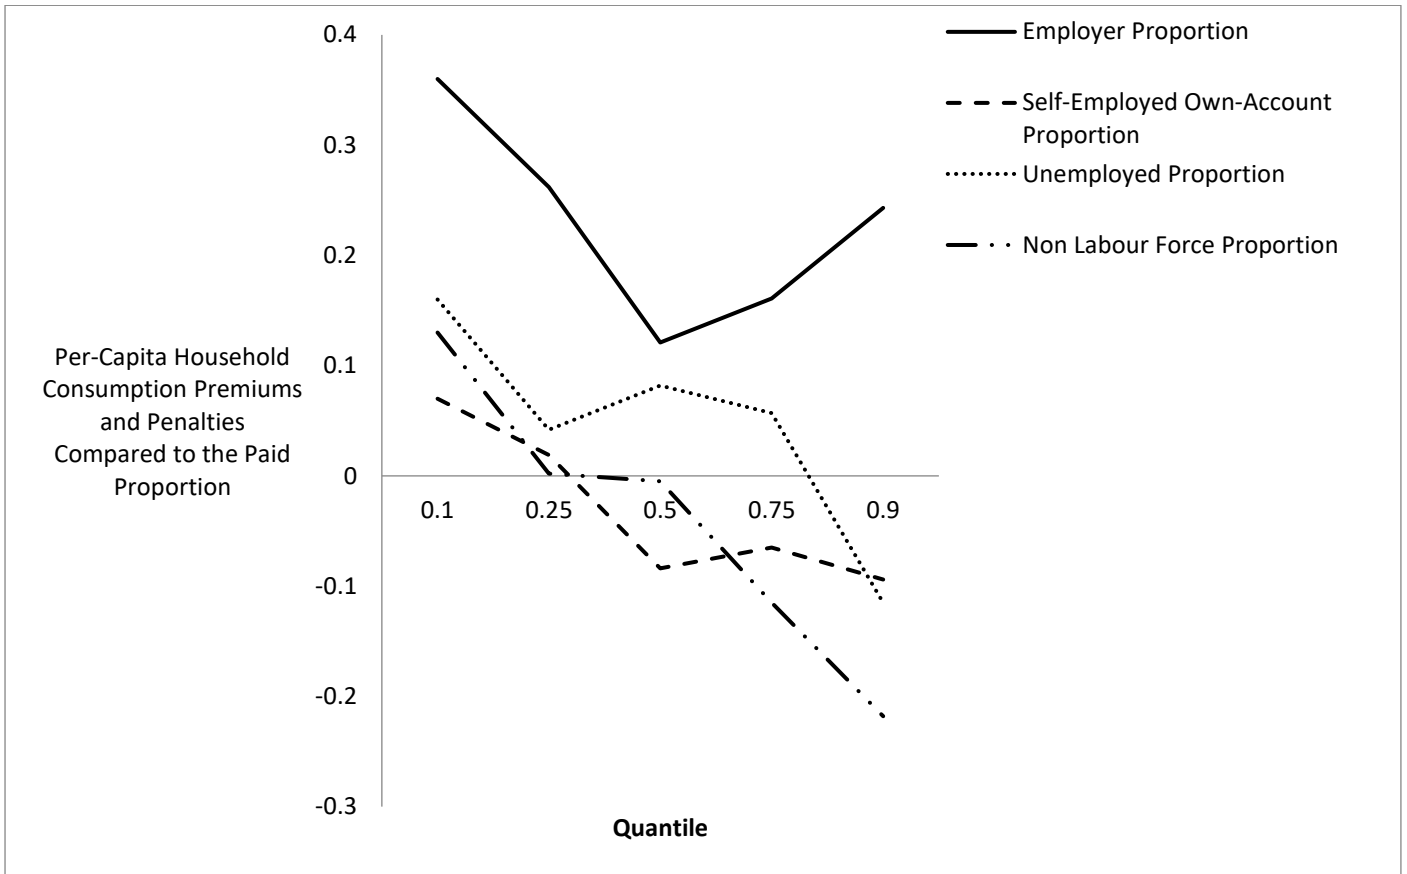 0.4
0.3
0.2
0.1
0
-0.1
-0.2
-0.3
Per-Capita Household
Consumption Premiums
and Penalties
Compared to the Paid
Proportion
0.1 0.25 0.5 0.75 0.9
Quantile
Employer Proportion
Self-Employed Own-Account
Proportion
Unemployed Proportion
Non Labour Force Proportion